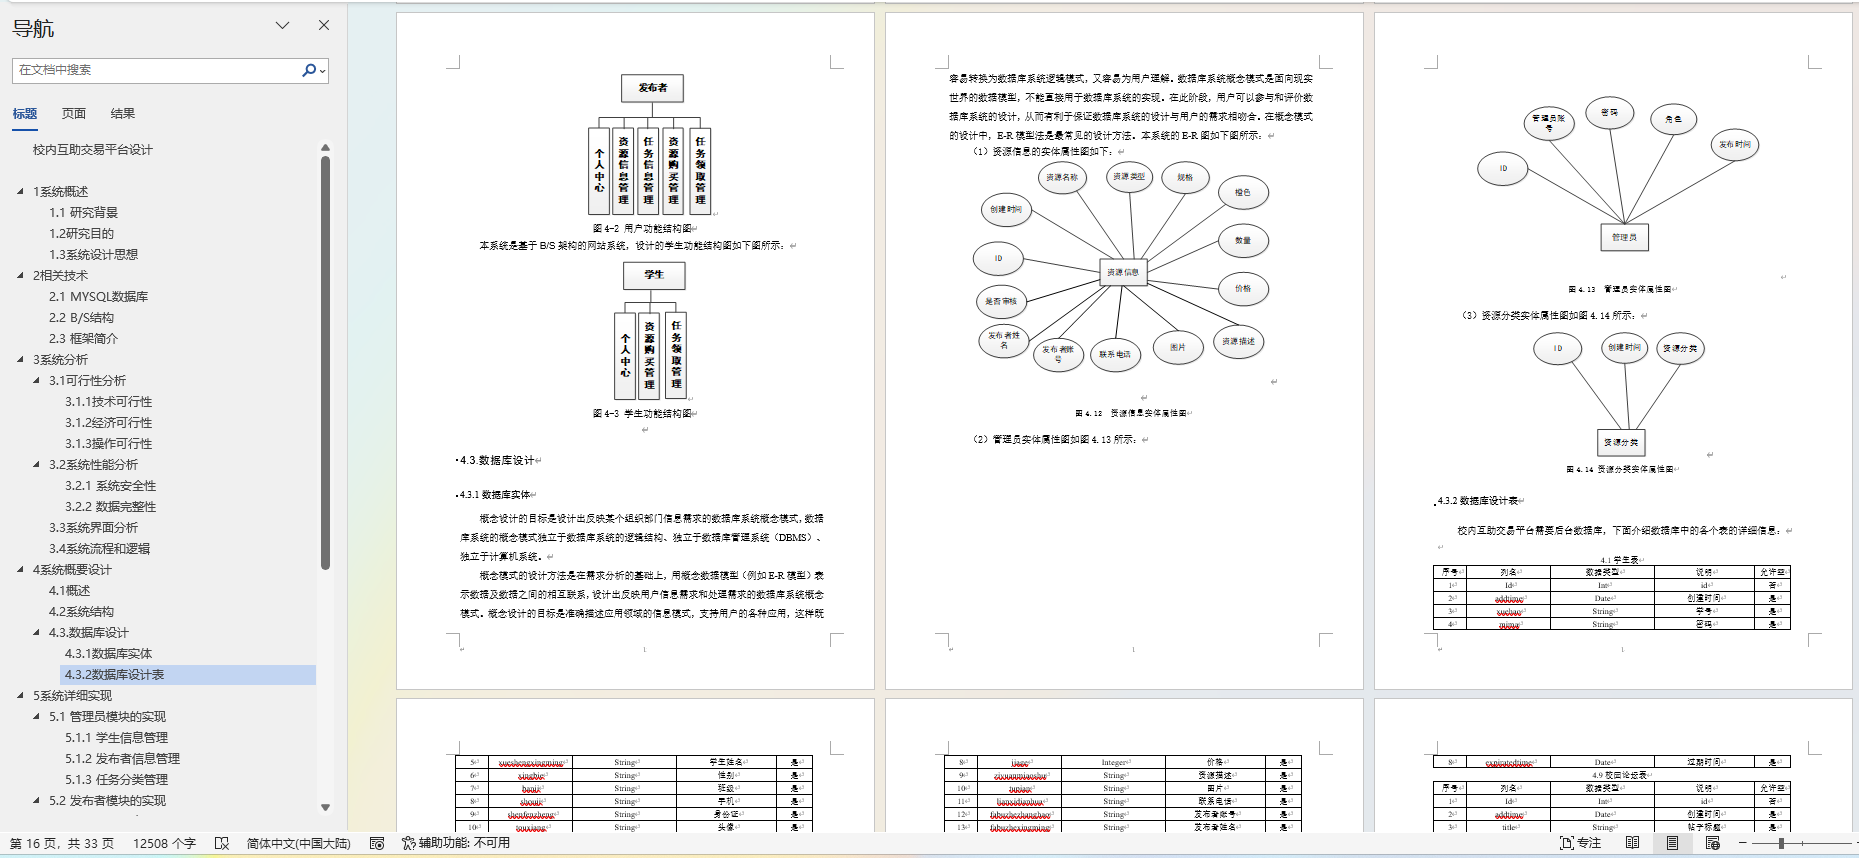 导航
在文档中搜索
标题 页面 结果
校内互助交易平台设计
1系统概述
1.1 研究背景
1.2研究目的
1.3系统设计思想
2相关技术
2.1 MYSQL数据库
2.2 B/S结构
2.3 框架简介
3系统分析
3.1可行性分析
3.1.1技术可行性
3.1.2经济可行性
3.1.3操作可行性
3.2系统性能分析
3.2.1 系统安全性
3.2.2 数据完整性
3.3系统界面分析
3.4系统流程和逻辑
4系统概要设计
4.1概述
4.2系统结构
4.3.数据库设计
4.3.1数据库实体
4.3.2数据库设计表
5系统详细实现
5.1 管理员模块的实现
5.1.1 学生信息管理
5.1.2 发布者信息管理
5.1.3 任务分类管理
5.2 发布者模块的实现
发布者
个人中心
资源信息管理
任务信息管理
资源购买管理
任务领取管理
图 4-2 用户功能结构图
本系统是基于 B/S 架构的网站系统，设计的学生功能结构图如下图所示：
学生
个人中心
资源购买管理
任务领取管理
图 4-3 学生功能结构图
4.3.数据库设计
4.3.1 数据库实体
概念设计的目标是设计出反映某个组织部门信息需求的数据库系统概念模式，数据
库系统的概念模式独立于数据库系统的逻辑结构、独立于数据库管理系统（DBMS）、
独立于计算机系统。
概念模式的设计方法是在需求分析的基础上，用概念数据模型（例如 E-R 模型）表
示数据及数据之间的相互联系，设计出反映用户信息需求和处理需求的数据库系统概念
模式。概念设计的目标是准确描述应用领域的信息模式，支持用户的各种应用，这样既
1
容易转换为数据库系统逻辑模式，又容易为用户理解。数据库系统概念模式是面向现实
世界的数据模型，不能直接用于数据库系统的实现。在此阶段，用户可以参与和评价数
据库系统的设计，从而有利于保证数据库系统的设计与用户的需求相吻合。在概念模式
的设计中，E-R 模型法是最常见的设计方法。本系统的 E-R 图如下图所示：
（1）资源信息的实体属性图如下：
资源名称
资源类型
规格
橙色
创建时间
数量
ID
资源信息
价格
是否审核
发布者姓名
发布者账号
联系电话
图片
资源描述
图 4.12 资源信息实体属性图
（2）管理员实体属性图如图 4.13 所示：
1
管理员账号
密码
角色
发布时间
ID
管理员
图 4.13 管理员实体属性图
（3）资源分类实体属性图如图 4.14 所示：
ID
创建时间
资源分类
资源分类
图 4.14 资源分类实体属性图
4.3.2 数据库设计表
校内互助交易平台需要后台数据库，下面介绍数据库中的各个表的详细信息：
4.1 学生表
序号 列名 数据类型 说明 允许空
1 Id Int id 否
2 addtime Date 创建时间 是
3 xuehao String 学号 是
4 mima String 密码 是
1
5 xueshengxingming String 学生姓名 是
6 xingbie String 性别 是
7 banji String 班级 是
8 shouji String 手机 是
9 shenfenzheng String 身份证 是
10 touxiang String 头像 是
8 jiage Integer 价格 是
9 ziyuanmiaoshu String 资源描述 是
10 tupian String 图片 是
11 lianxidianhua String 联系电话 是
12 fabuzhezhanghao String 发布者账号 是
13 fabuzhexingming String 发布者姓名 是
8 expiratedtime Date 过期时间 是
4.9 校园论坛表
序号 列名 数据类型 说明 允许空
1 Id Int id 否
2 addtime Date 创建时间 是
3 title String 帖子标题 是
第 16 页，共 33 页 12508 个字 简体中文(中国大陆) 辅助功能: 不可用 专注